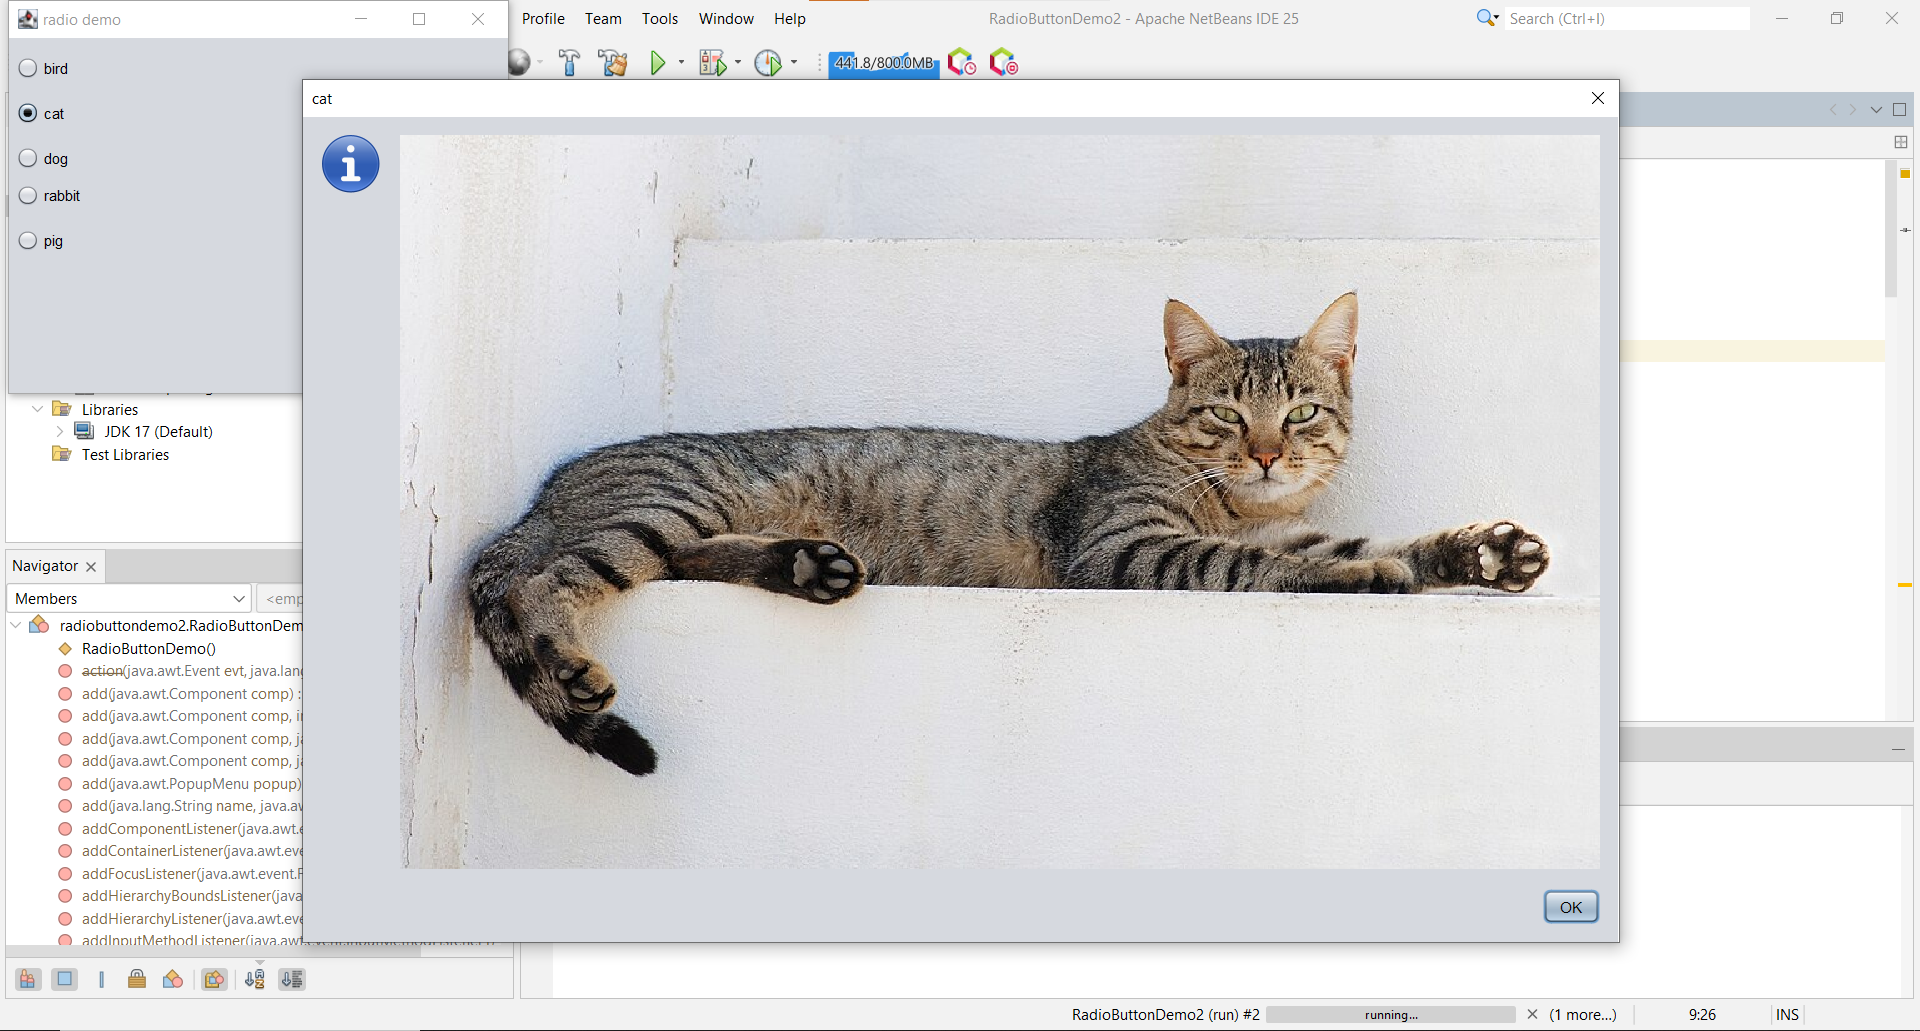 radio demo
Profile Team Tools Window Help
RadioButtonDemo2 - Apache NetBeans IDE 25
Search (Ctrl+I)
441.8/800.0MB
bird
cat
dog
rabbit
pig
cat
OK
Libraries
JDK 17 (Default)
Test Libraries
Navigator
Members
<emp
radiobuttondemo2.RadioButtonDem
RadioButtonDemo()
action(java.awt.Event evt, java.lang
add(java.awt.Component comp) :
add(java.awt.Component comp, i
add(java.awt.Component comp, ja
add(java.awt.Component comp, ja
add(java.awt.PopupMenu popup)
add(java.lang.String name, java.aw
addComponentListener(java.awt.e
addContainerListener(java.awt.eve
addFocusListener(java.awt.event.F
addHierarchyBoundsListener(java
addHierarchyListener(java.awt.eve
RadioButtonDemo2 (run) #2 running... (1 more...) 9:26 INS